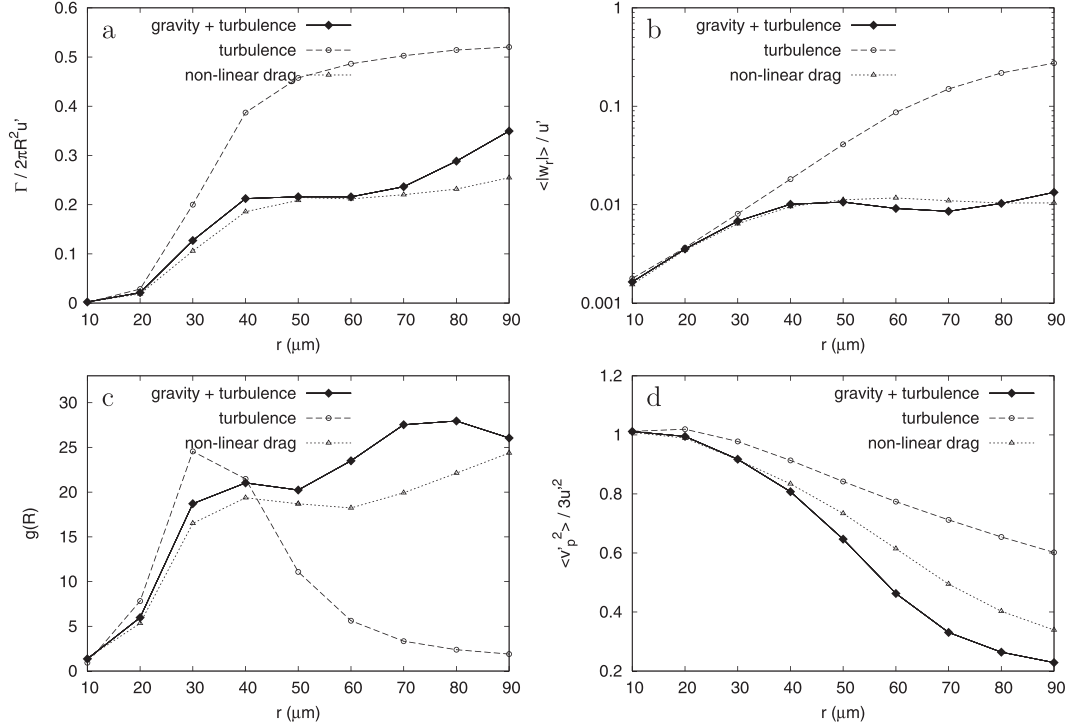 a
gravity + turbulence
turbulence
non-linear drag
Γ / 2πR²u'
0.6
0.5
0.4
0.3
0.2
0.1
0
10 20 30 40 50 60 70 80 90
r (μm)
b
gravity + turbulence
turbulence
non-linear drag
<|w_r|> / u'
1
0.1
0.01
0.001
10 20 30 40 50 60 70 80 90
r (μm)
c
gravity + turbulence
turbulence
non-linear drag
g(R)
30
25
20
15
10
5
0
10 20 30 40 50 60 70 80 90
r (μm)
d
gravity + turbulence
turbulence
non-linear drag
<v'_p²> / 3u'²
1.2
1
0.8
0.6
0.4
0.2
10 20 30 40 50 60 70 80 90
r (μm)